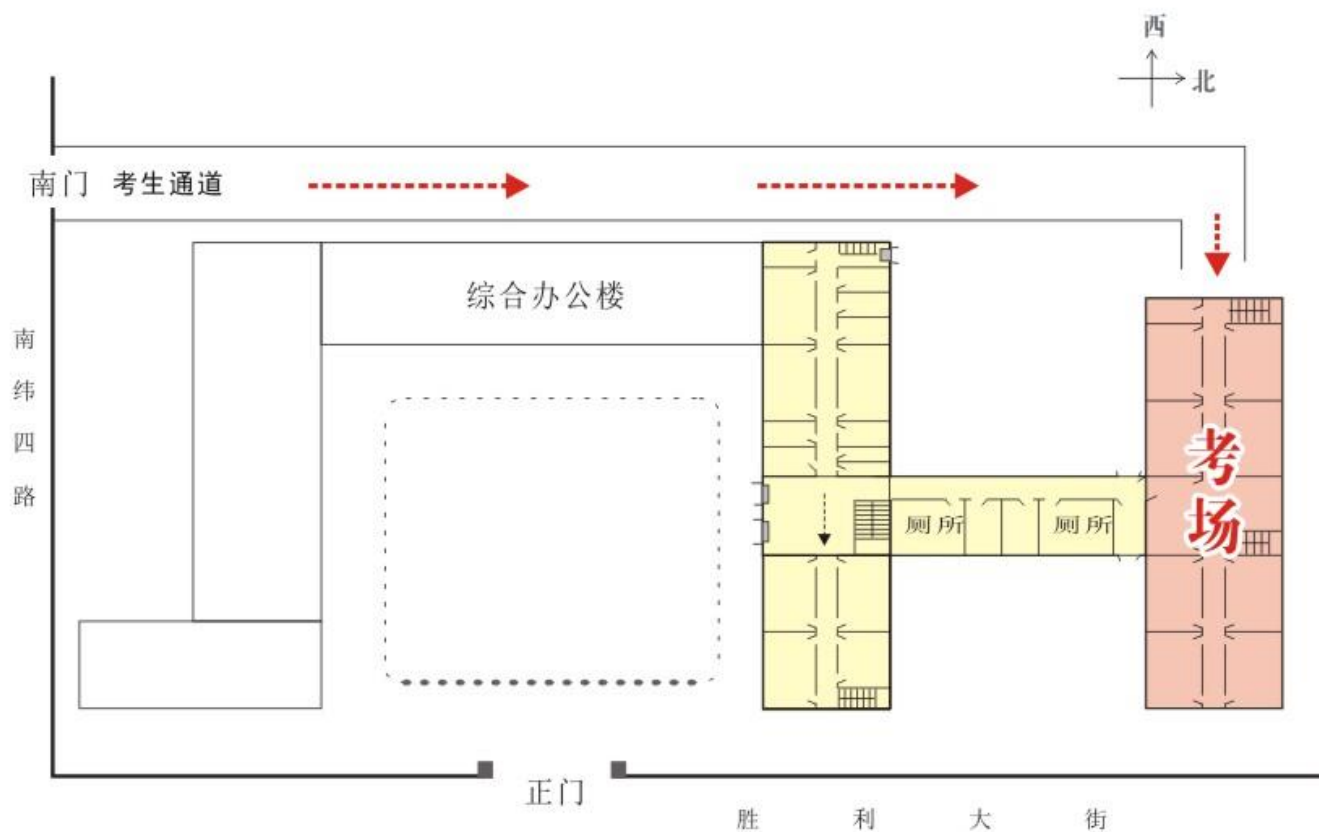 西
北
南门 考生通道
综合办公楼
南纬四路
考场
厕所 厕所
正门
胜利大街